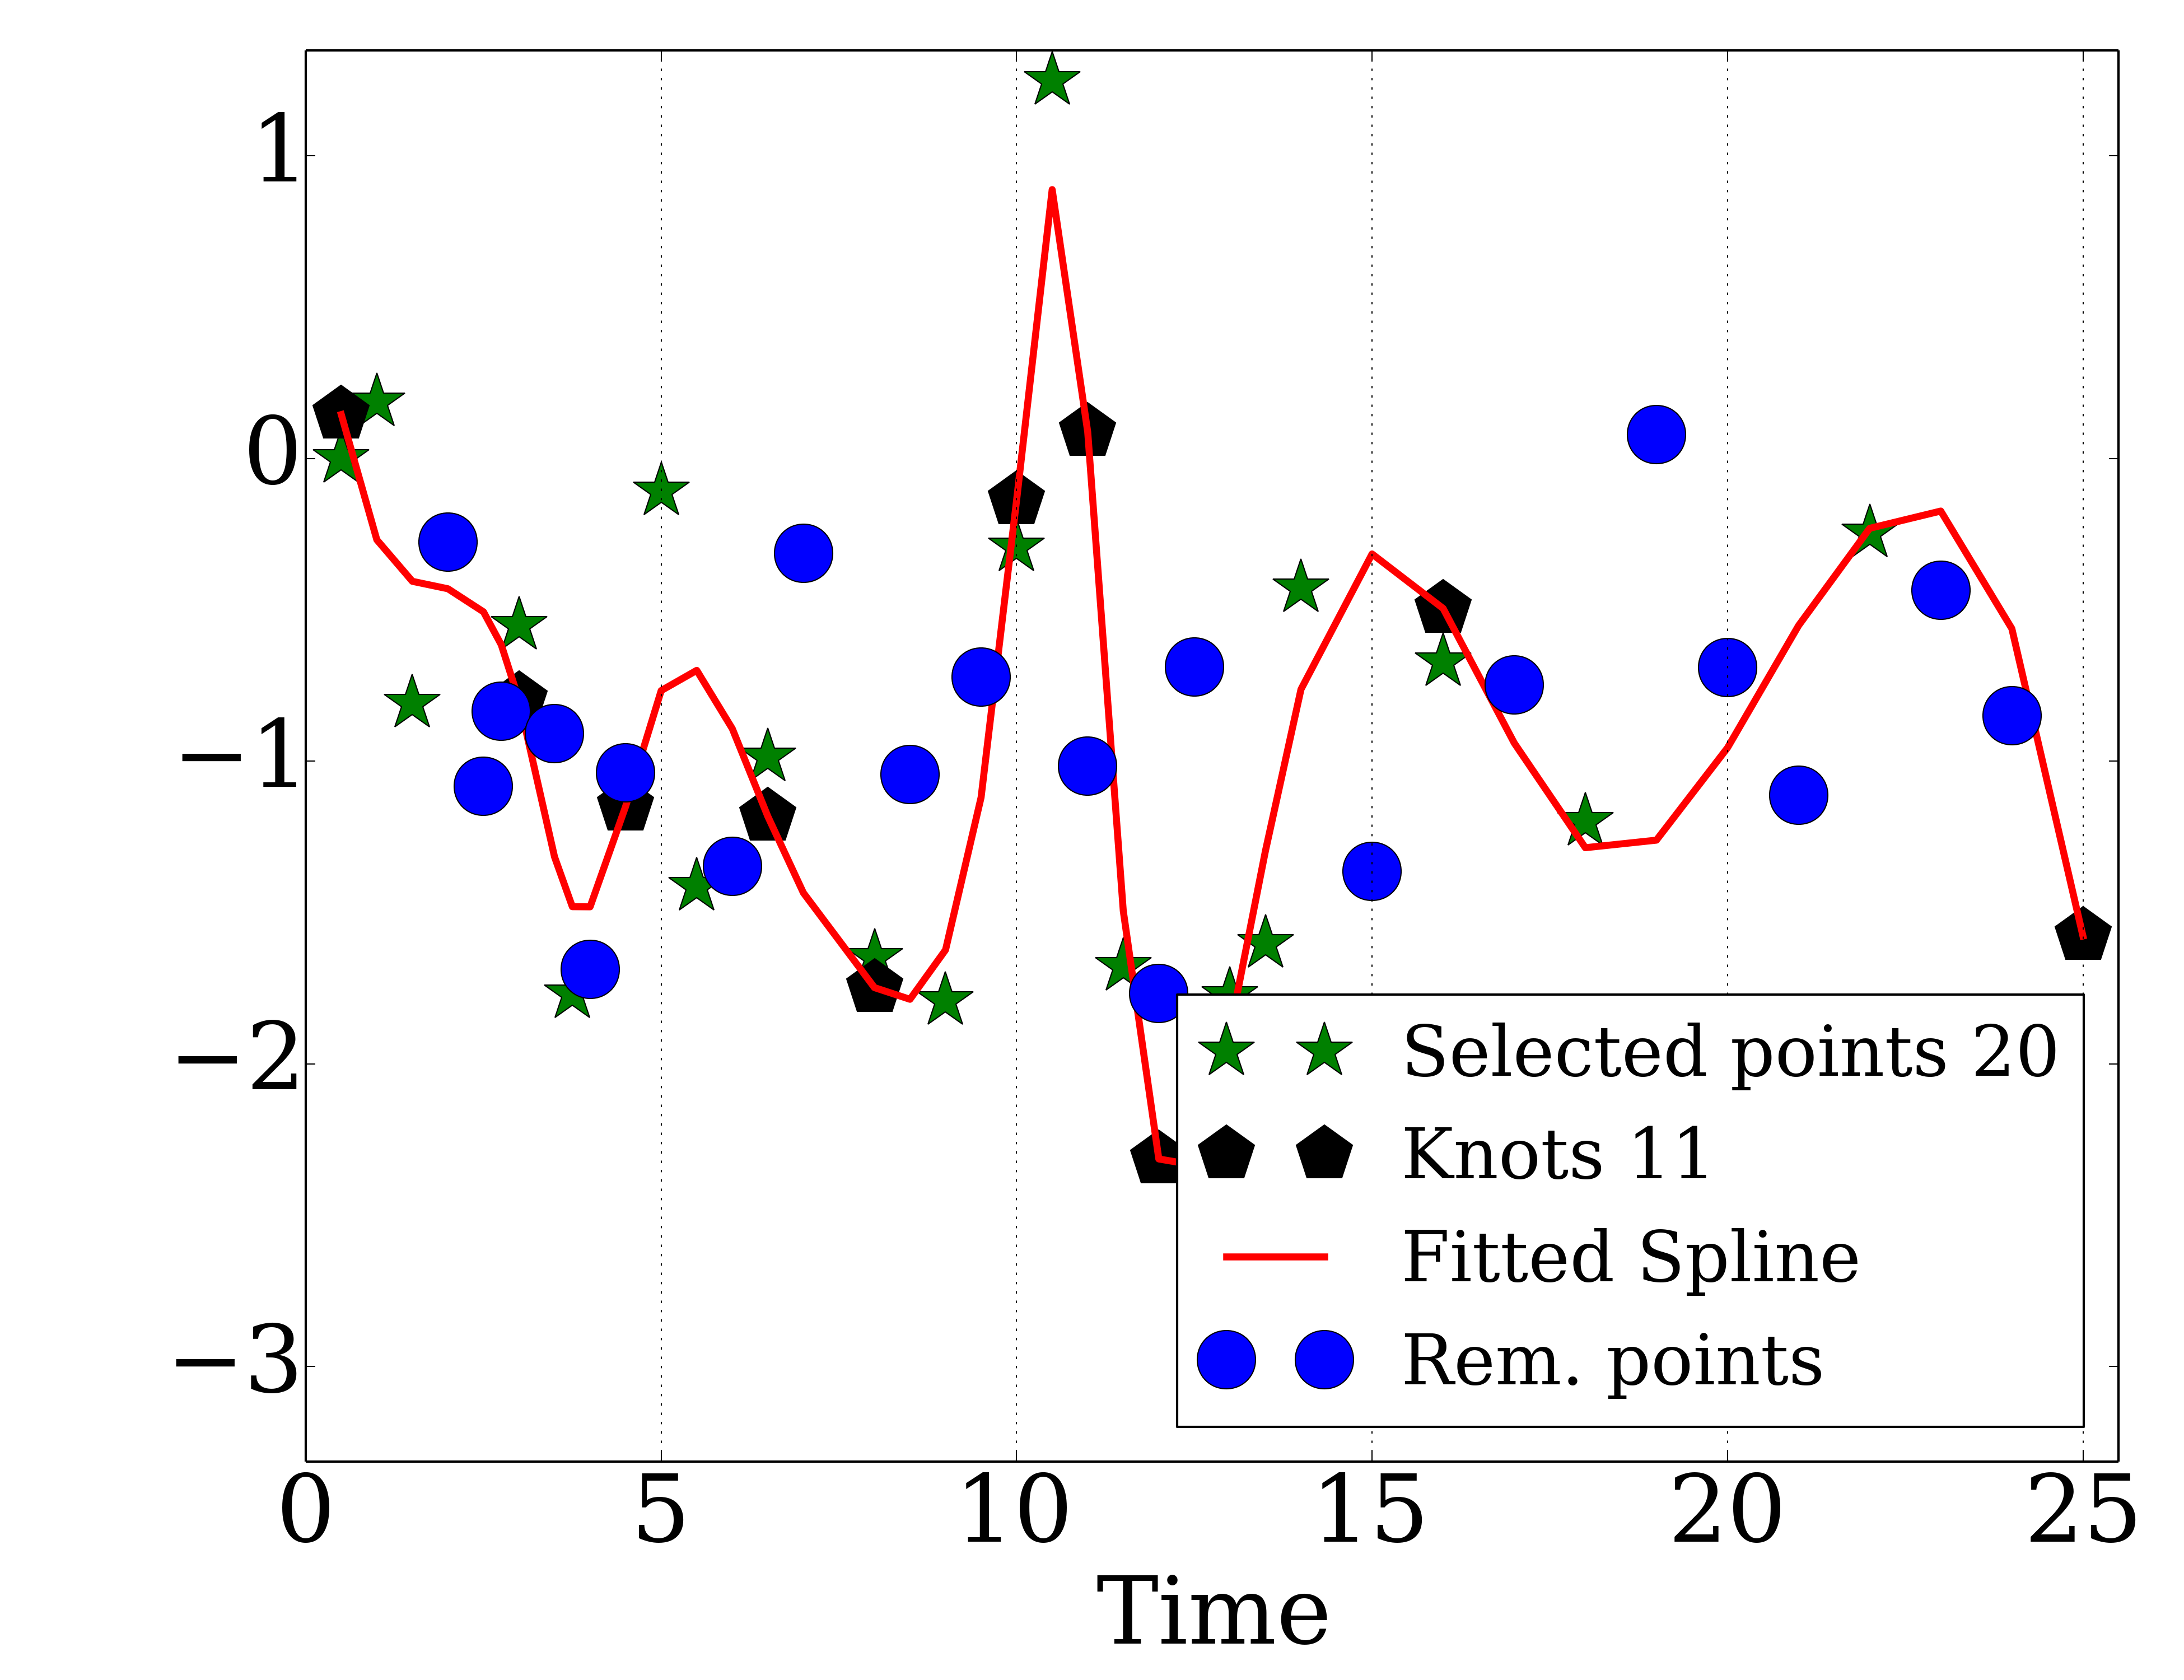 1
0
−1
−2
−3
0 5 10 15 20 25
Time
Selected points 20
Knots 11
Fitted Spline
Rem. points